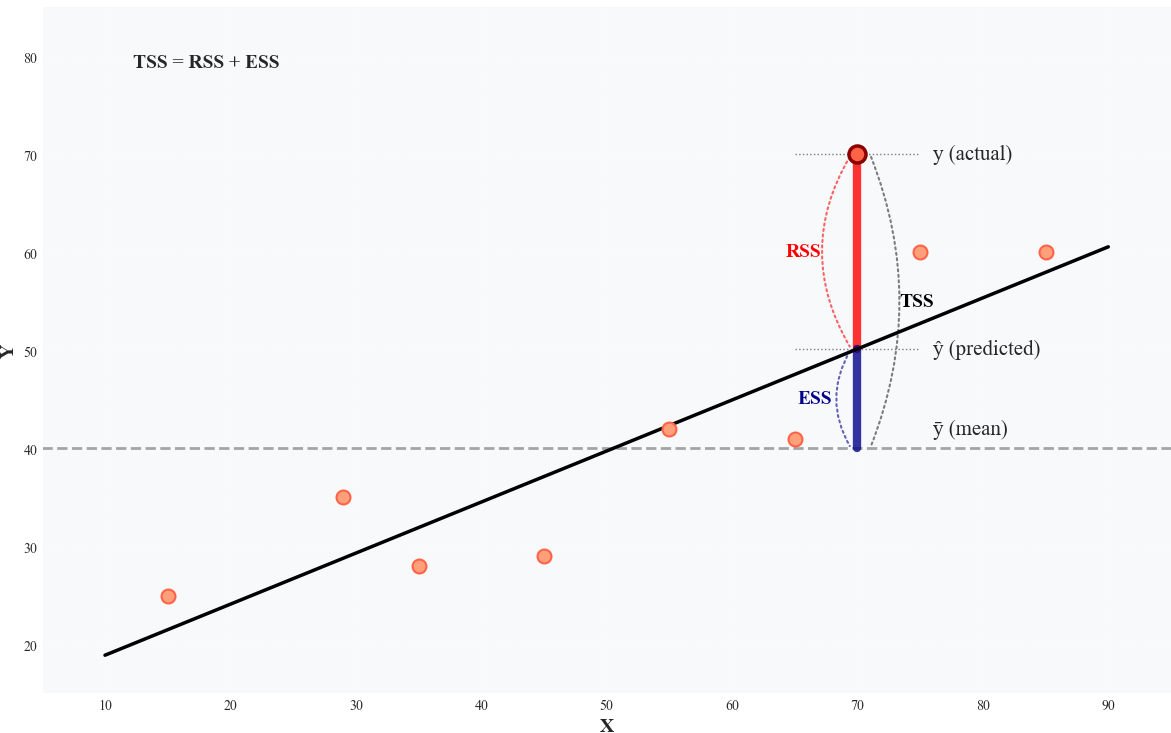 TSS = RSS + ESS
80
70
60
50
40
30
20
Y
y (actual)
RSS
TSS
ŷ (predicted)
ESS
ȳ (mean)
10 20 30 40 50 60 70 80 90
X